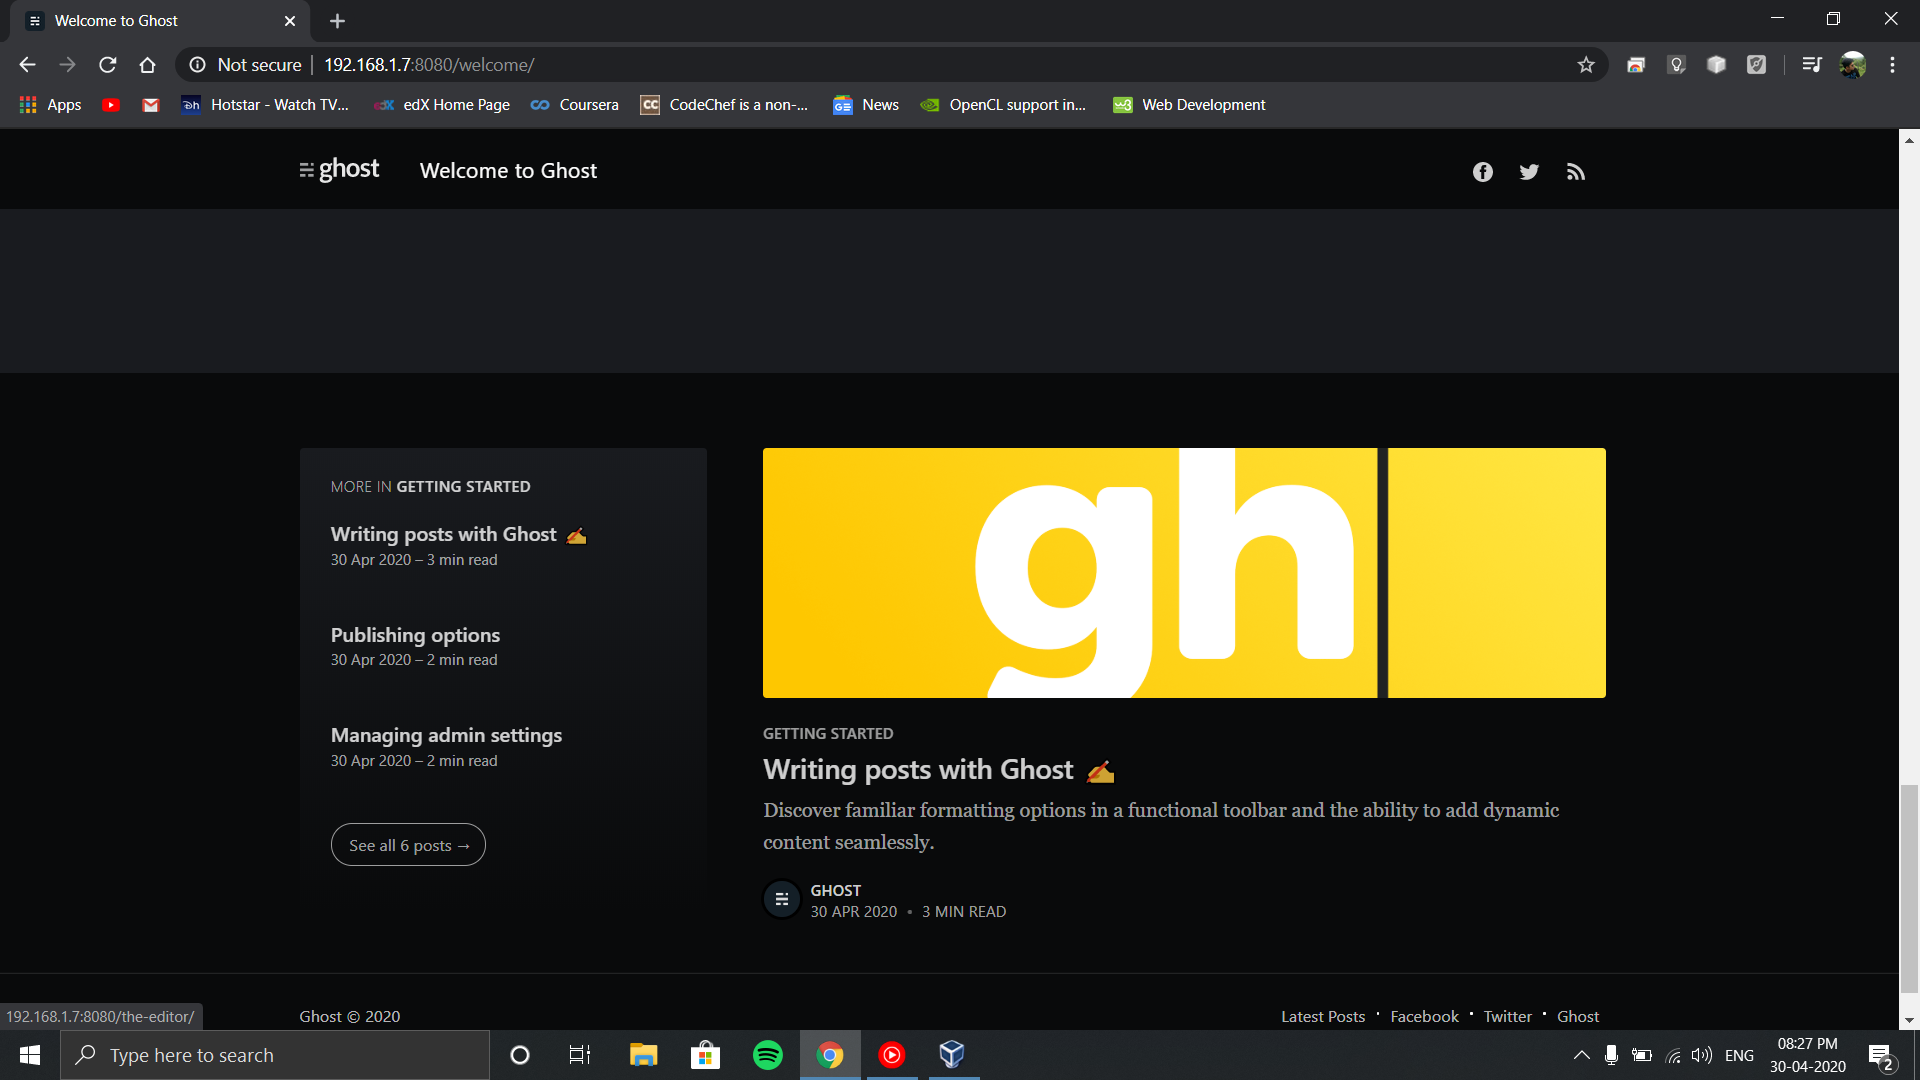 Welcome to Ghost
Not secure 192.168.1.7:8080/welcome/
Apps Hotstar - Watch TV... edX Home Page Coursera CodeChef is a non-... News OpenCL support in... Web Development
ghost Welcome to Ghost
MORE IN GETTING STARTED
Writing posts with Ghost ✍️
30 Apr 2020 – 3 min read
Publishing options
30 Apr 2020 – 2 min read
Managing admin settings
30 Apr 2020 – 2 min read
See all 6 posts →
gh
GETTING STARTED
Writing posts with Ghost ✍️
Discover familiar formatting options in a functional toolbar and the ability to add dynamic
content seamlessly.
GHOST
30 APR 2020 • 3 MIN READ
192.168.1.7:8080/the-editor/
Ghost © 2020
Latest Posts · Facebook · Twitter · Ghost
Type here to search
ENG
08:27 PM
30-04-2020
2